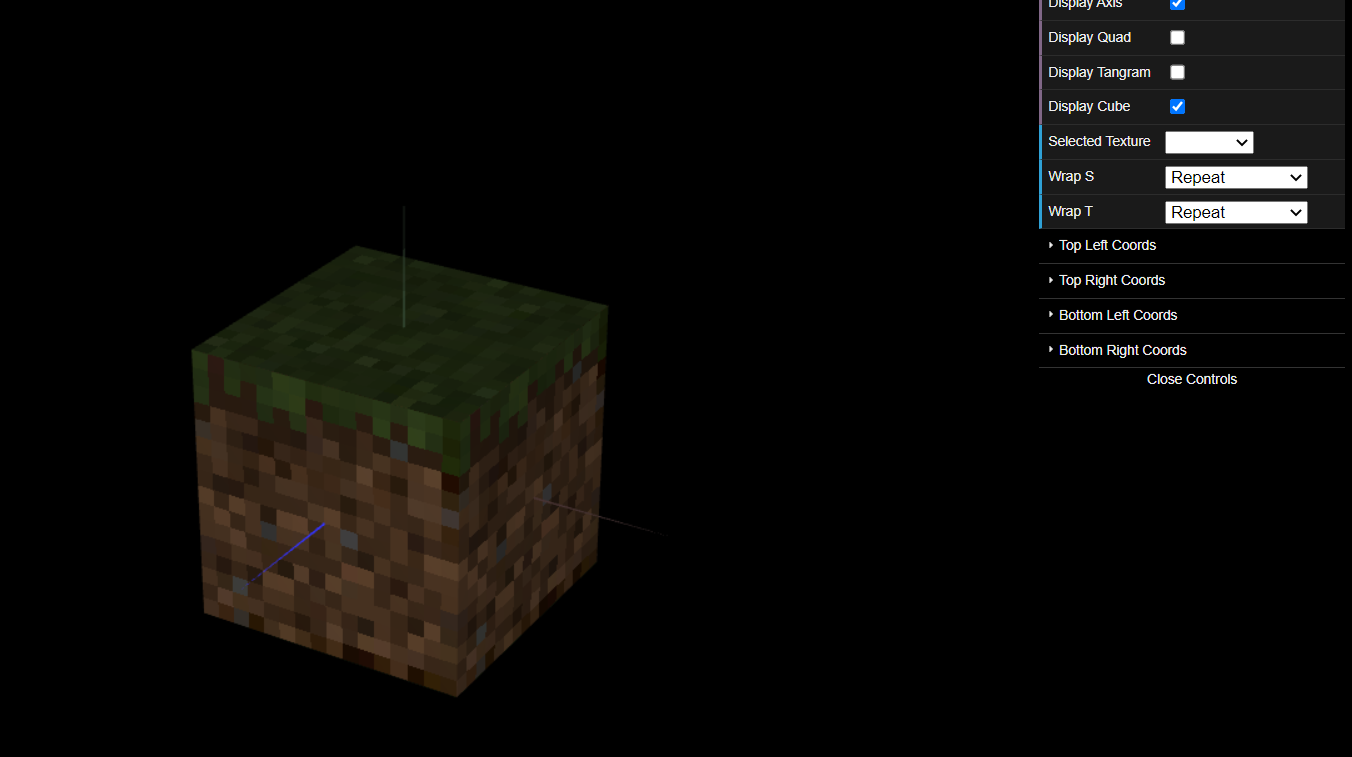 Display Axis
Display Quad
Display Tangram
Display Cube
Selected Texture
Wrap S Repeat
Wrap T Repeat
Top Left Coords
Top Right Coords
Bottom Left Coords
Bottom Right Coords
Close Controls